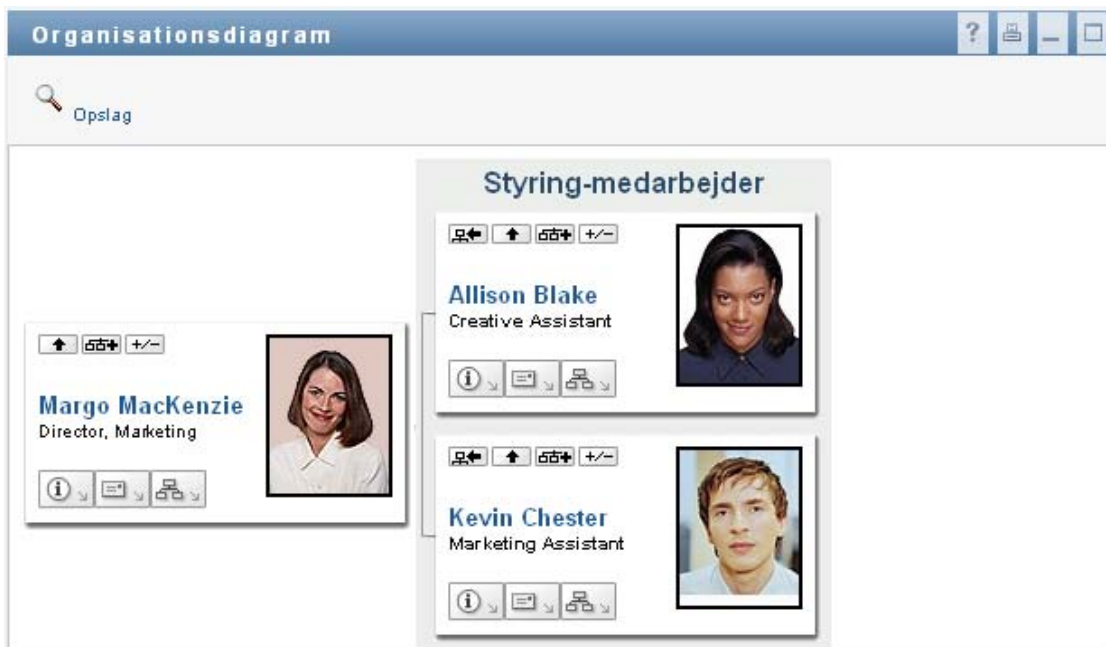 Organisationsdiagram
?
Opslag
Styring-medarbejder
+/-
Allison Blake
Creative Assistant
+/-
Margo MacKenzie
Director, Marketing
+/-
Kevin Chester
Marketing Assistant